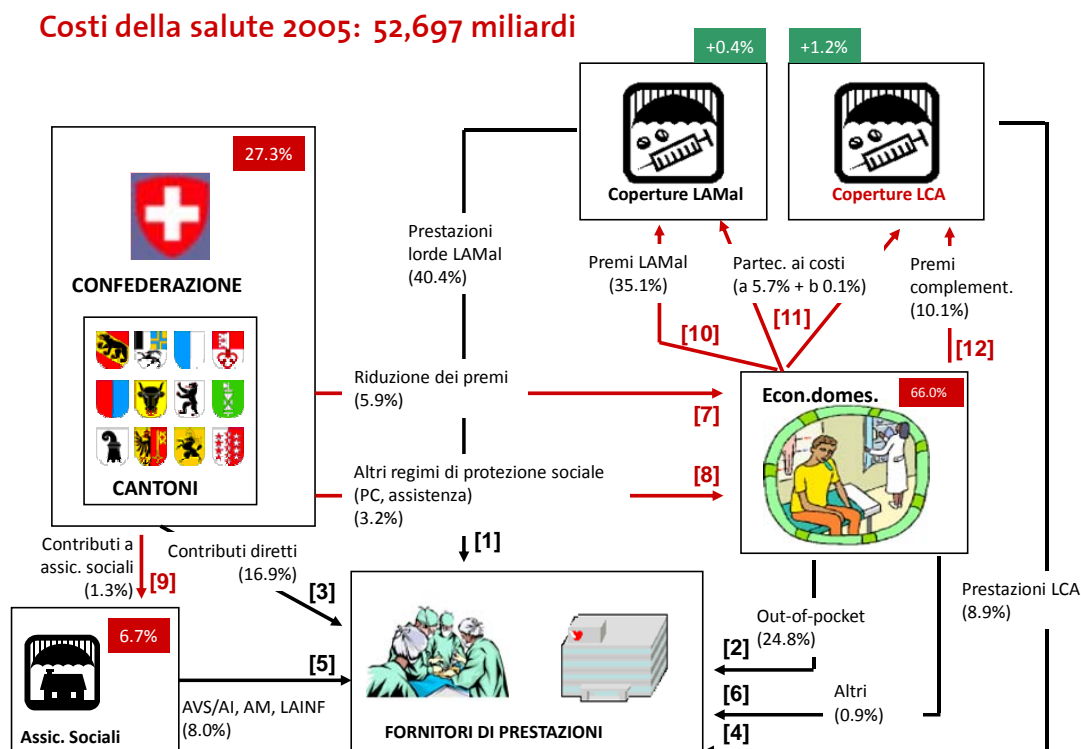 Costi della salute 2005: 52,697 miliardi
+0.4%
+1.2%
27.3%
Coperture LAMal
Coperture LCA
CONFEDERAZIONE
Prestazioni
lorde LAMal
(40.4%)
Premi LAMal
(35.1%)
Partec. ai costi
(a 5.7% + b 0.1%)
Premi
complement.
(10.1%)
[10]
[11]
[12]
Riduzione dei premi
(5.9%)
[7]
Econ.domes.
66.0%
CANTONI
Altri regimi di protezione sociale
(PC, assistenza)
(3.2%)
[8]
[1]
Contributi a
assic. sociali
(1.3%)
[9]
Contributi diretti
(16.9%)
[3]
Prestazioni LCA
(8.9%)
6.7%
Out-of-pocket
(24.8%)
[2]
[5]
[6]
Altri
(0.9%)
AVS/AI, AM, LAINF
(8.0%)
[4]
Assic. Sociali
FORNITORI DI PRESTAZIONI